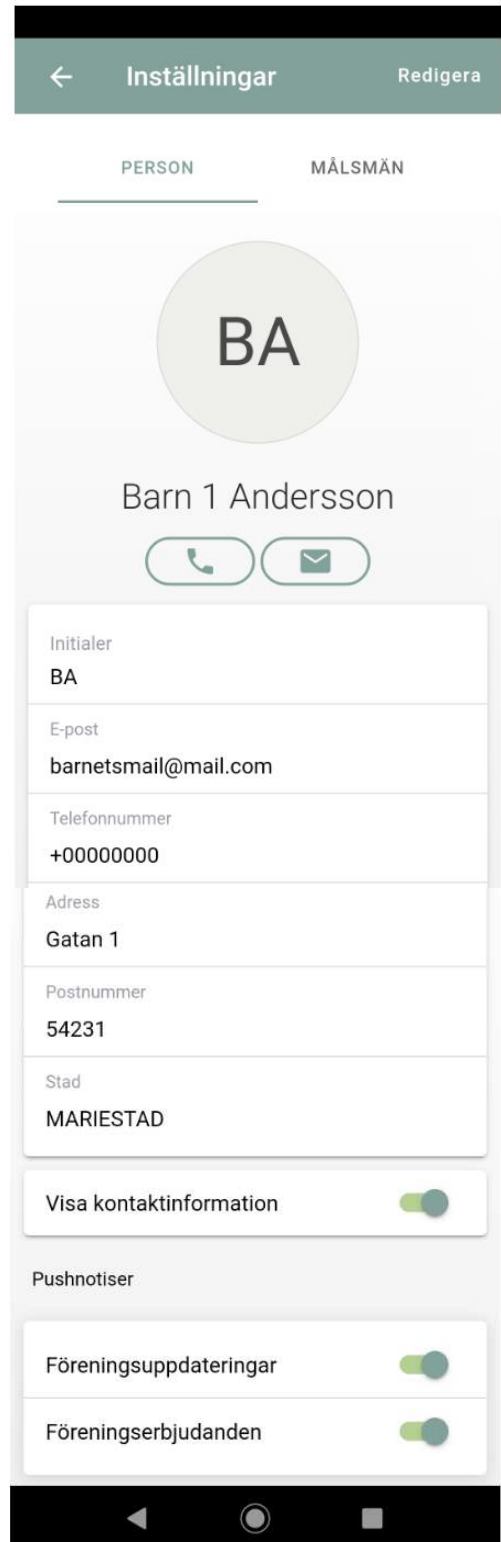 Inställningar Redigera
PERSON MÅLSMÄN
BA
Barn 1 Andersson
Initialer
BA
E-post
barnetsmail@mail.com
Telefonnummer
+00000000
Adress
Gatan 1
Postnummer
54231
Stad
MARIESTAD
Visa kontaktinformation
Pushnotiser
Föreningsuppdateringar
Föreningserbjudanden